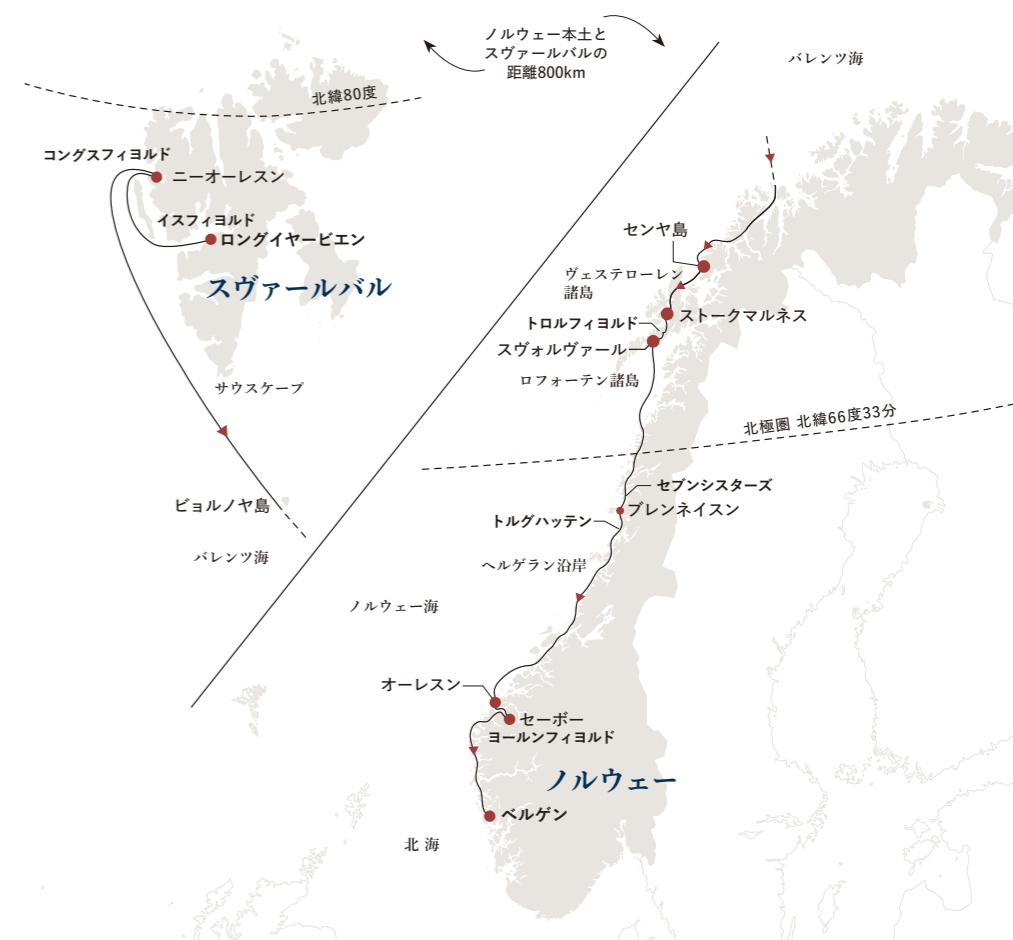 ノルウェー本土と
スヴァールバルの
距離800km
バレンツ海
北緯80度
コングスフィヨルド
ニーオーレスン
イスフィヨルド
ロングイヤービエン
スヴァールバル
サウスケープ
ビョルノヤ島
バレンツ海
センヤ島
ヴェステローレン
諸島
ストークマルネス
トロルフィヨルド
スヴォルヴァール
ロフォーテン諸島
北極圏 北緯66度33分
セブンシスターズ
ブレンネイスン
トルグハッテン
ヘルゲラン沿岸
ノルウェー海
オーレスン
セーボー
ヨールンフィヨルド
ノルウェー
ベルゲン
北海